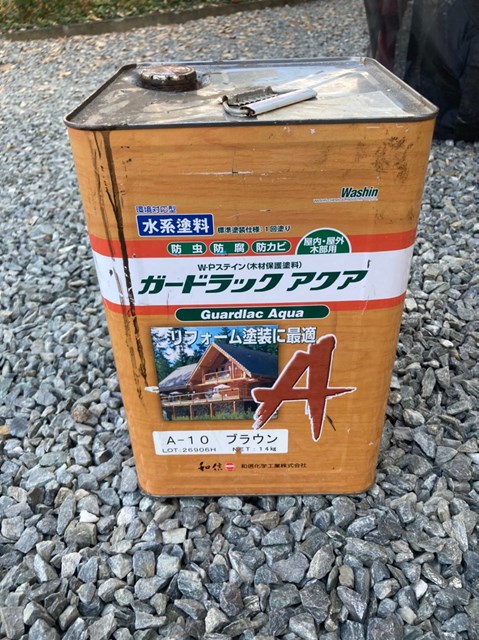 Washin
環境対応型
水系塗料
標準塗装仕様 1回塗り
防虫 防腐 防カビ
屋内・屋外
木部用
W・Pステイン(木材保護塗料)
ガードラック アクア
Guardlac Aqua
リフォーム塗装に最適
A
A-10 ブラウン
LOT:26906H NET:14kg
和信 和信化学工業株式会社